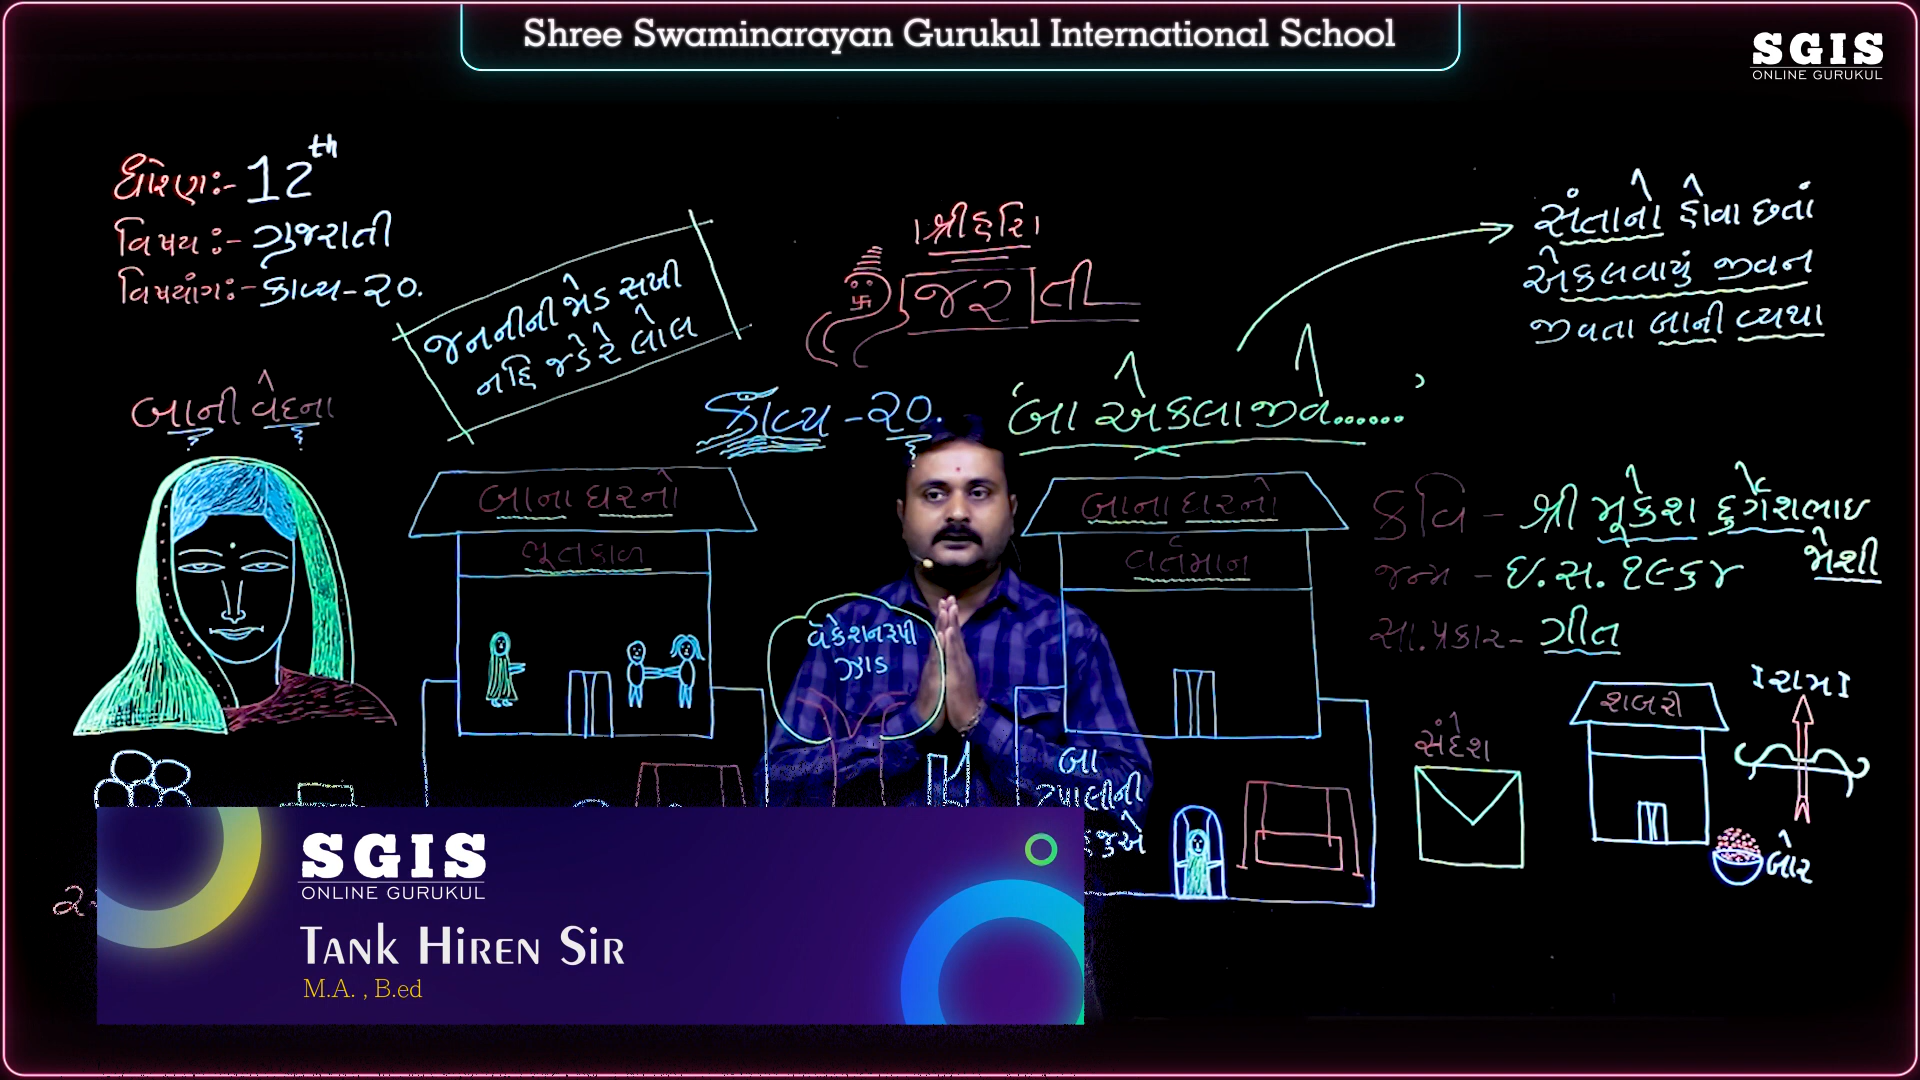 Shree Swaminarayan Gurukul International School
SGIS
ONLINE GURUKUL
ધોરણઃ- 12th
વિષયઃ- ગુજરાતી
વિષયાંગઃ- કાવ્ય-૨૦.
જનનીની જોડ સખી
નહિ જડે રે લોલ
।શ્રી હરિ।
ગુજરાતી
સંતાનો હોવા છતાં
એકલવાયું જીવન
જીવતા બાની વ્યથા
કાવ્ય - ૨૦. 'બા એકલા જીવે......'
બાની વેદના
બાના ઘરનો
ભૂતકાળ
વેકેશનરૂપી
ઝાડ
બાના ઘરનો
વર્તમાન
બા
ટપાલીની
કવિ - શ્રી મૂકેશ દુર્ગેશભાઇ
જોશી
જન્મ - ઇ.સ. ૧૯૬૪
સા.પ્રકાર- ગીત
સંદેશ
શબરી
।રામ।
બોર
SGIS
ONLINE GURUKUL
TANK HIREN SIR
M.A. , B.ed